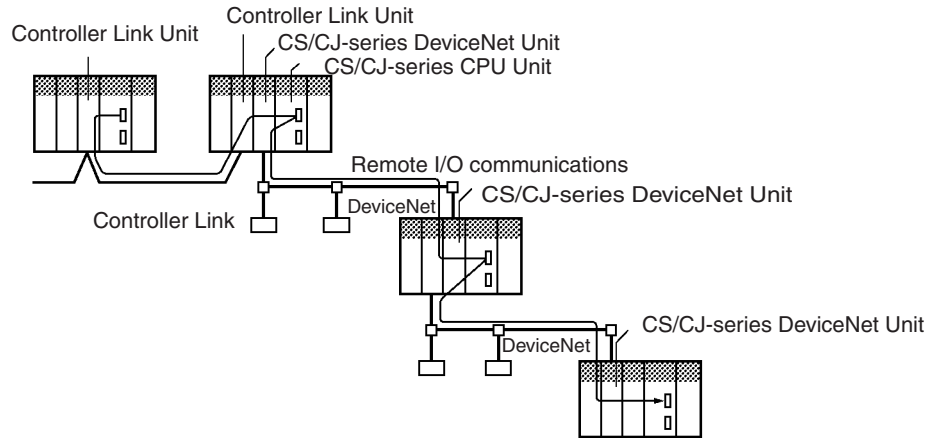 Controller Link Unit
Controller Link Unit
CS/CJ-series DeviceNet Unit
CS/CJ-series CPU Unit
Remote I/O communications
DeviceNet
CS/CJ-series DeviceNet Unit
Controller Link
CS/CJ-series DeviceNet Unit
DeviceNet